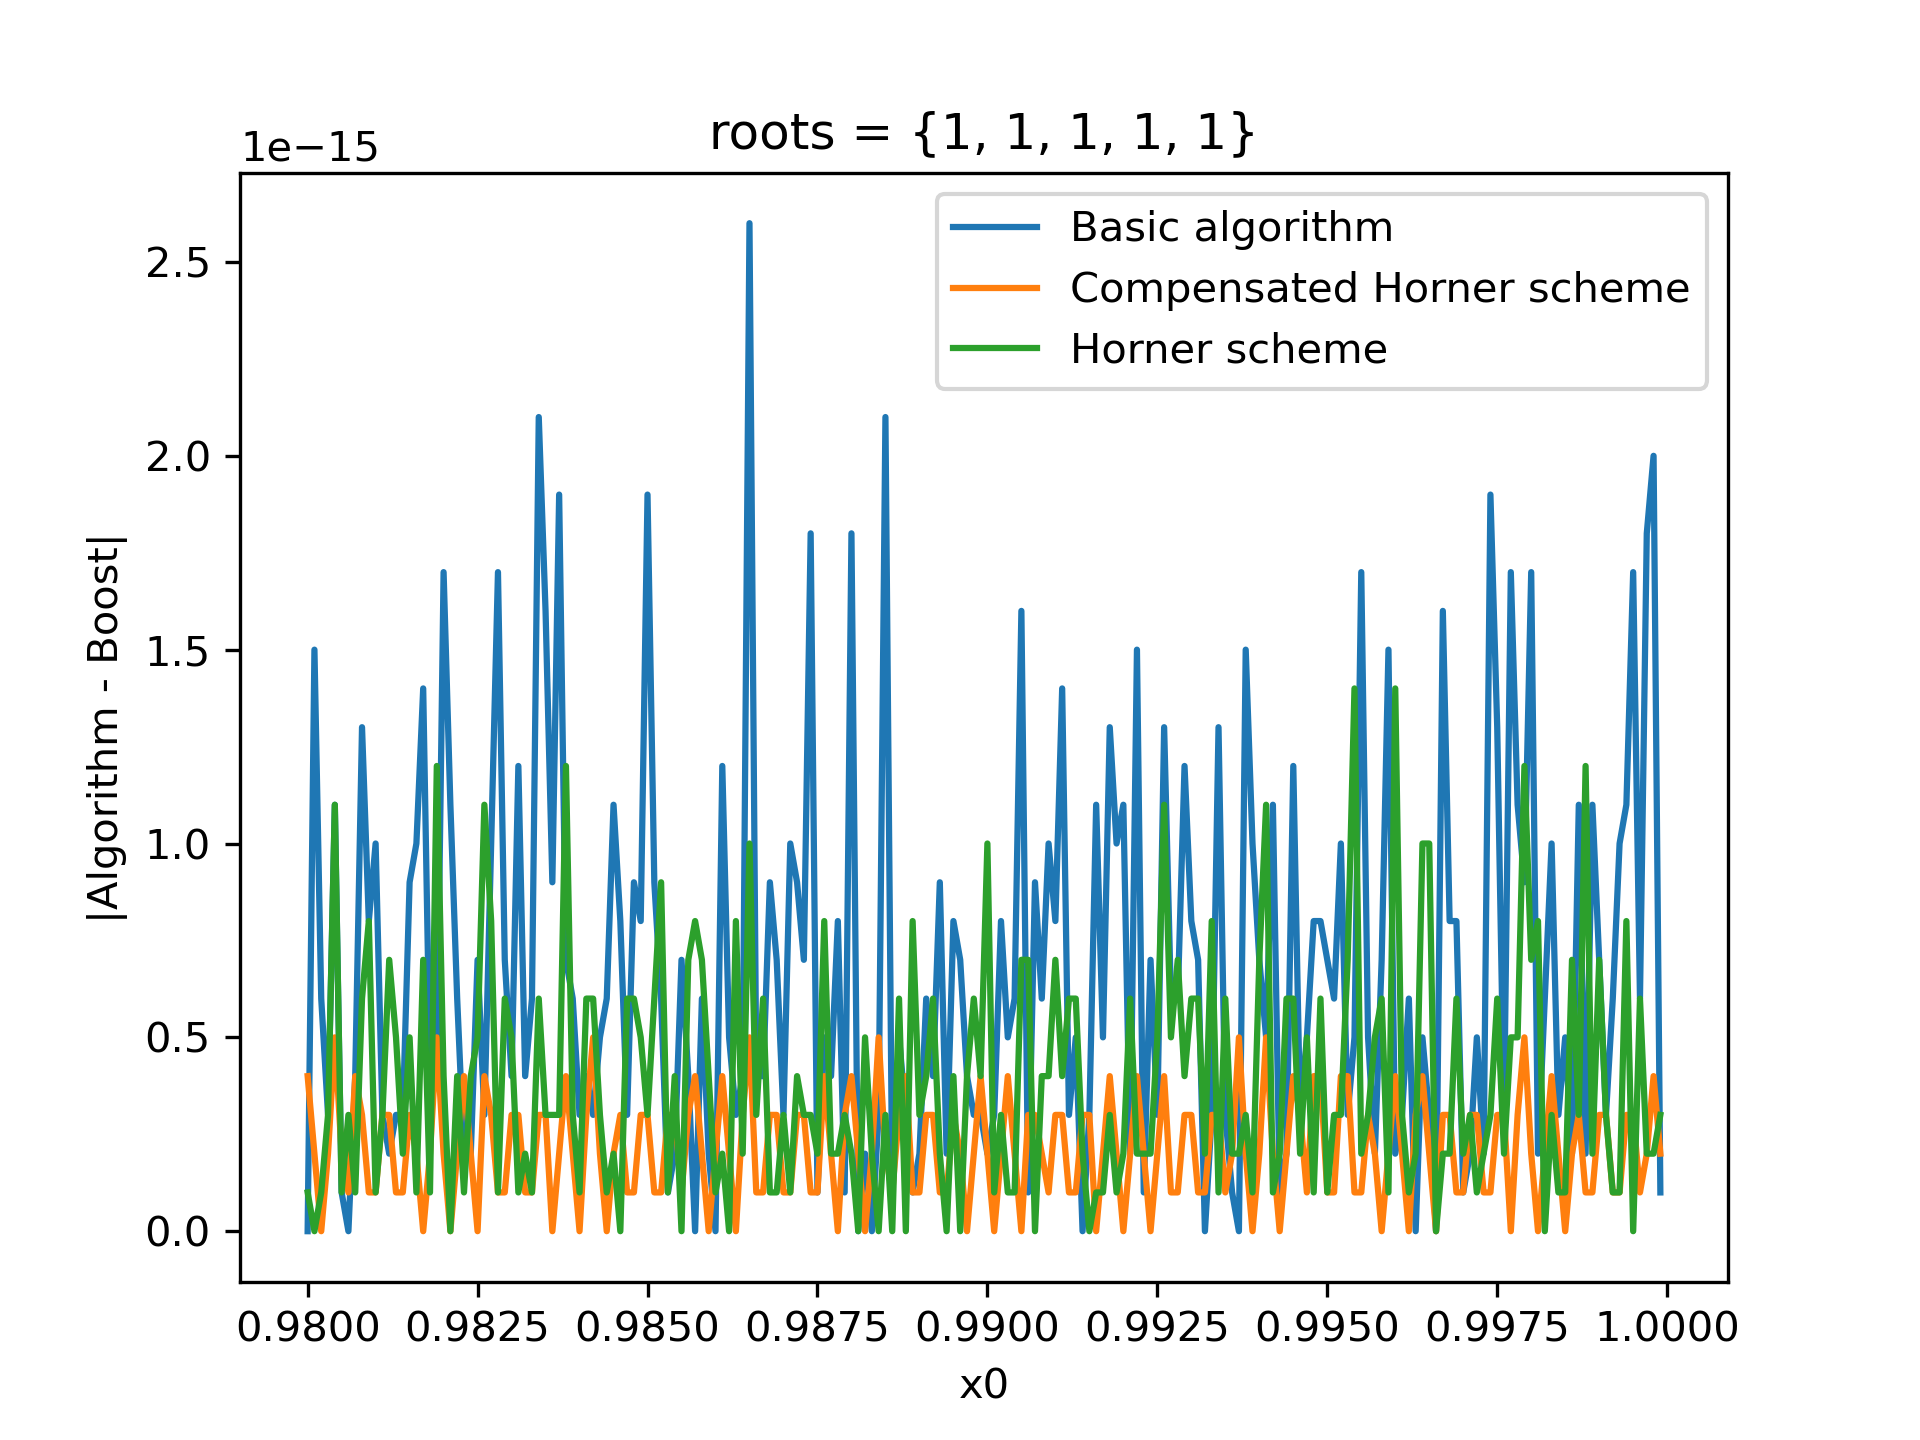 roots = {1, 1, 1, 1, 1}
1e−15
Basic algorithm
Compensated Horner scheme
Horner scheme
2.5
2.0
1.5
1.0
0.5
0.0
|Algorithm - Boost|
0.9800 0.9825 0.9850 0.9875 0.9900 0.9925 0.9950 0.9975 1.0000
x0